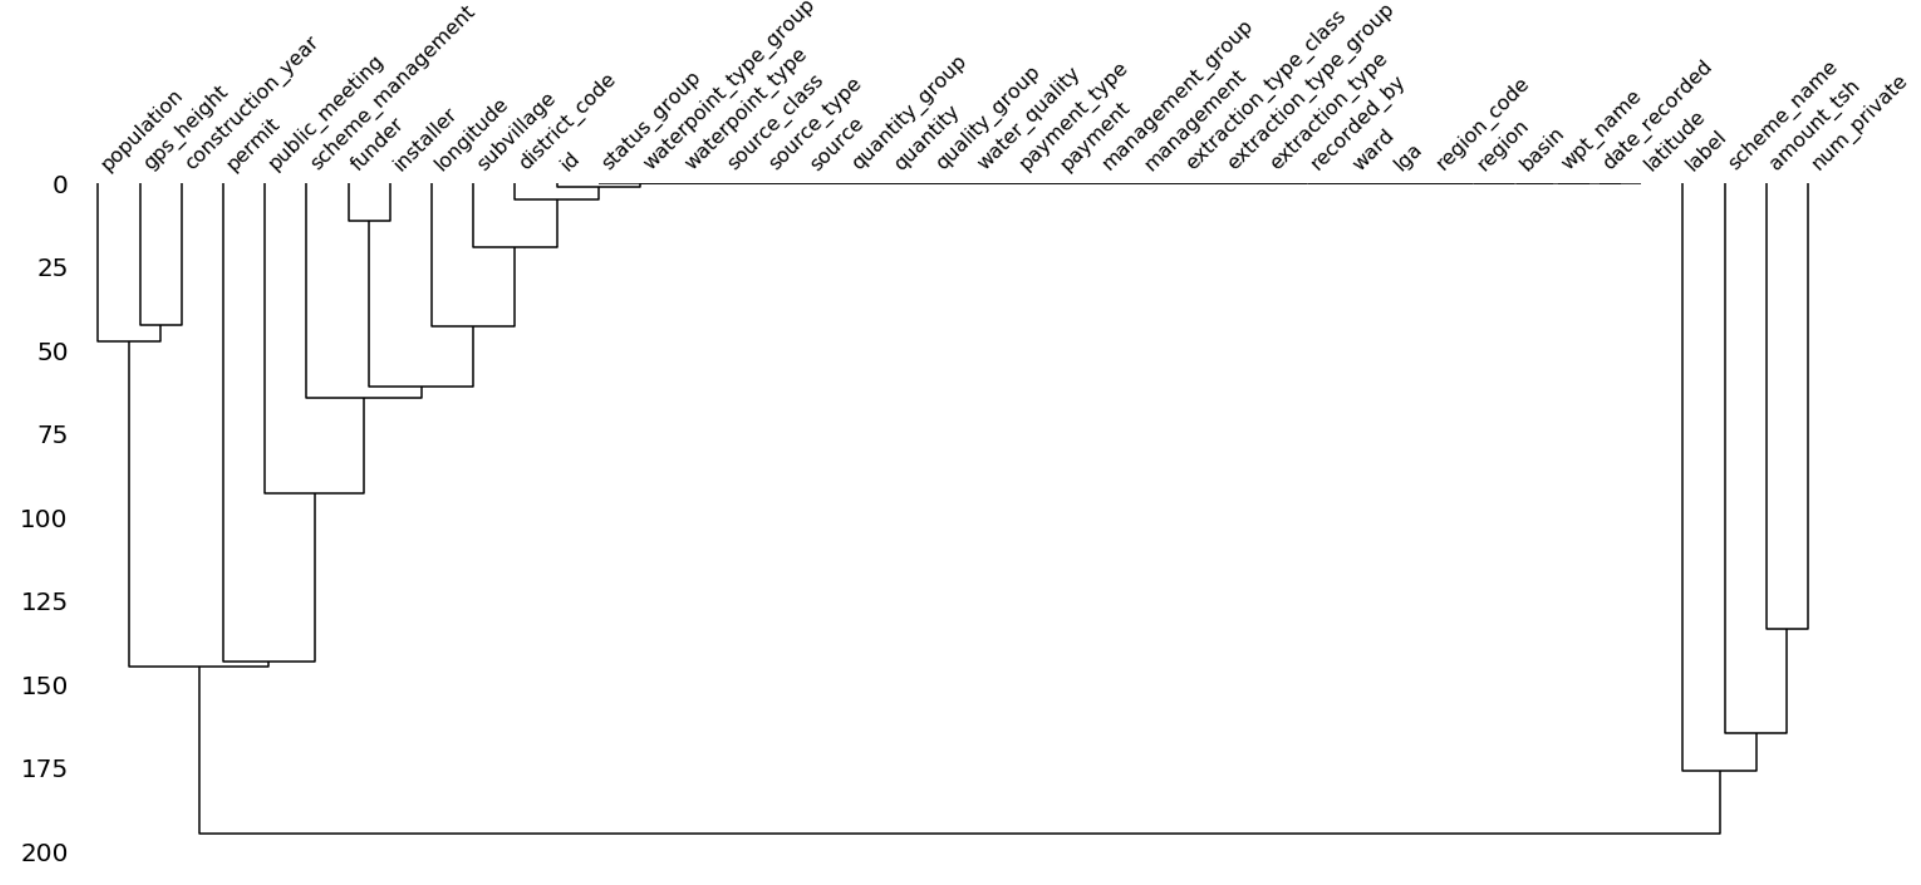 population
gps_height
construction_year
permit
public_meeting
scheme_management
funder
installer
longitude
subvillage
district_code
id
status_group
waterpoint_type_group
waterpoint_type
source_class
source_type
source
quantity_group
quantity
quality_group
water_quality
payment_type
payment
management_group
management
extraction_type_class
extraction_type_group
extraction_type
recorded_by
ward
lga
region_code
region
basin
wpt_name
date_recorded
latitude
label
scheme_name
amount_tsh
num_private
0
25
50
75
100
125
150
175
200